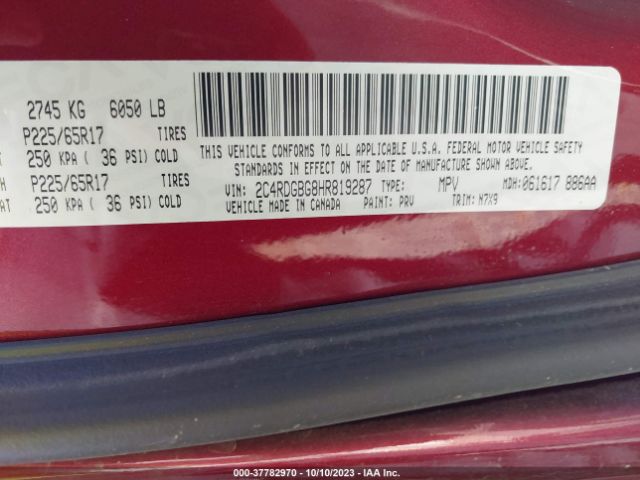 2745 KG 6050 LB
P225/65R17 TIRES
250 KPA ( 36 PSI) COLD
P225/65R17 TIRES
250 KPA ( 36 PSI) COLD
THIS VEHICLE CONFORMS TO ALL APPLICABLE U.S.A. FEDERAL MOTOR VEHICLE SAFETY
STANDARDS IN EFFECT ON THE DATE OF MANUFACTURE SHOWN ABOVE.
VIN: 2C4RDGBG8HR819287 TYPE: MPV MDH: 061617 886AA
VEHICLE MADE IN CANADA PAINT: PRV TRIM: N7X9
000-37782970 - 10/10/2023 - IAA Inc.